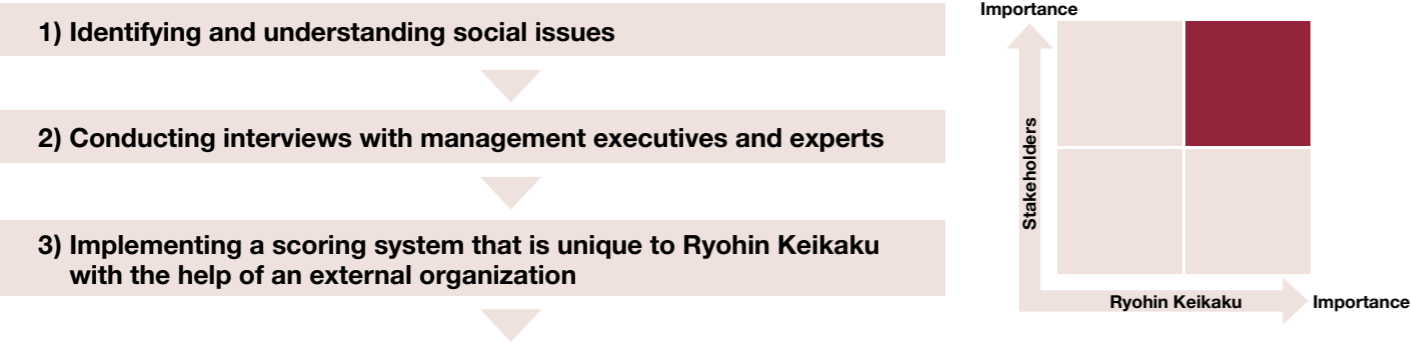 1) Identifying and understanding social issues
2) Conducting interviews with management executives and experts
3) Implementing a scoring system that is unique to Ryohin Keikaku
with the help of an external organization
Importance
Stakeholders
Ryohin Keikaku
Importance